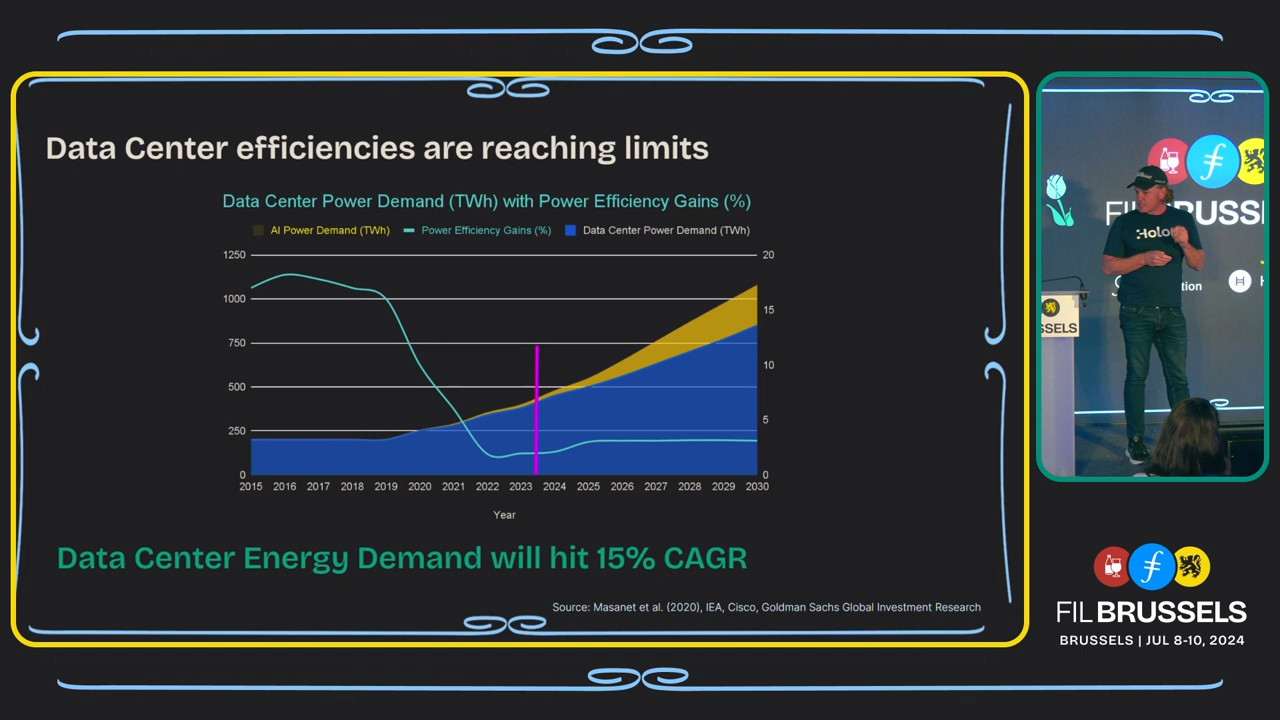 Data Center efficiencies are reaching limits
Data Center Power Demand (TWh) with Power Efficiency Gains (%)
AI Power Demand (TWh) Power Efficiency Gains (%) Data Center Power Demand (TWh)
1250 20
1000 15
750 10
500 5
250
0 0
2015 2016 2017 2018 2019 2020 2021 2022 2023 2024 2025 2026 2027 2028 2029 2030
Year
Data Center Energy Demand will hit 15% CAGR
Source: Masanet et al. (2020), IEA, Cisco, Goldman Sachs Global Investment Research
FIL BRUSSELS
BRUSSELS | JUL 8-10, 2024